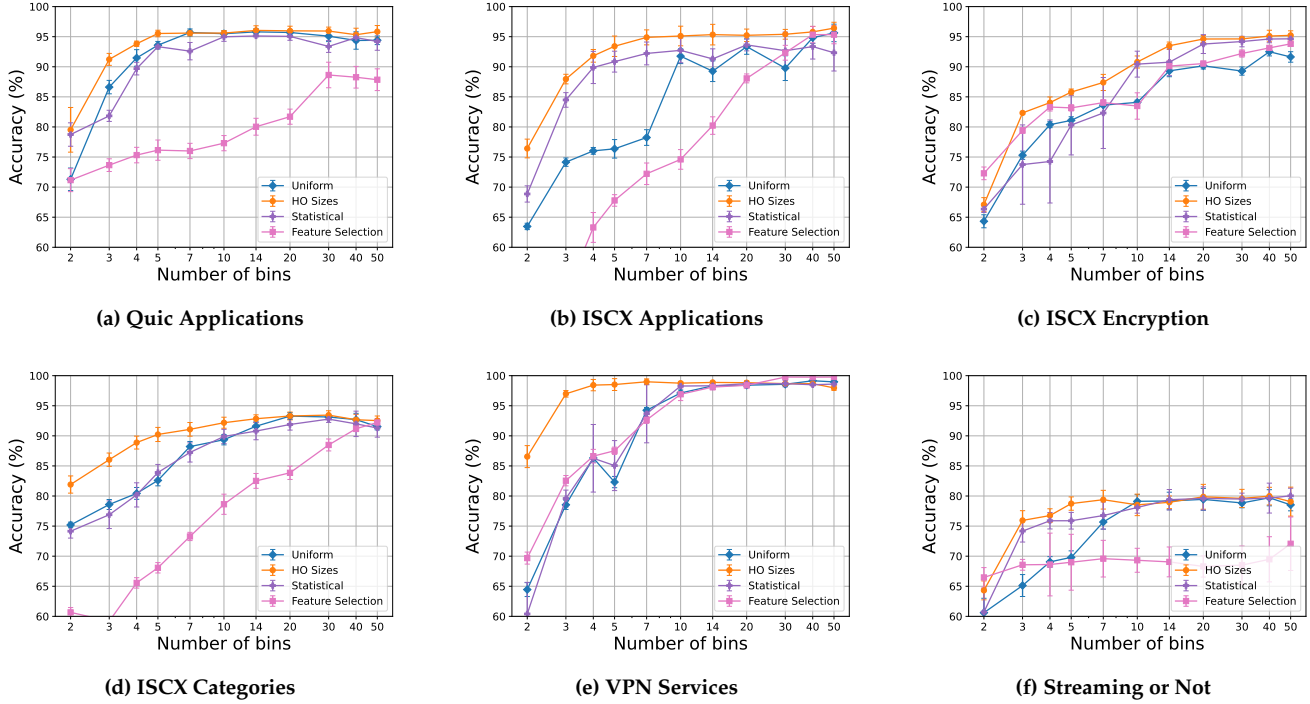 100
95
90
85
80
75
70
65
60
Accuracy (%)
2 3 4 5 7 10 14 20 30 40 50
Number of bins
Uniform
HO Sizes
Statistical
Feature Selection
(a) Quic Applications
100
95
90
85
80
75
70
65
60
Accuracy (%)
2 3 4 5 7 10 14 20 30 40 50
Number of bins
Uniform
HO Sizes
Statistical
Feature Selection
(b) ISCX Applications
100
95
90
85
80
75
70
65
60
Accuracy (%)
2 3 4 5 7 10 14 20 30 40 50
Number of bins
Uniform
HO Sizes
Statistical
Feature Selection
(c) ISCX Encryption
100
95
90
85
80
75
70
65
60
Accuracy (%)
2 3 4 5 7 10 14 20 30 40 50
Number of bins
Uniform
HO Sizes
Statistical
Feature Selection
(d) ISCX Categories
100
95
90
85
80
75
70
65
60
Accuracy (%)
2 3 4 5 7 10 14 20 30 40 50
Number of bins
Uniform
HO Sizes
Statistical
Feature Selection
(e) VPN Services
100
95
90
85
80
75
70
65
60
Accuracy (%)
2 3 4 5 7 10 14 20 30 40 50
Number of bins
Uniform
HO Sizes
Statistical
Feature Selection
(f) Streaming or Not